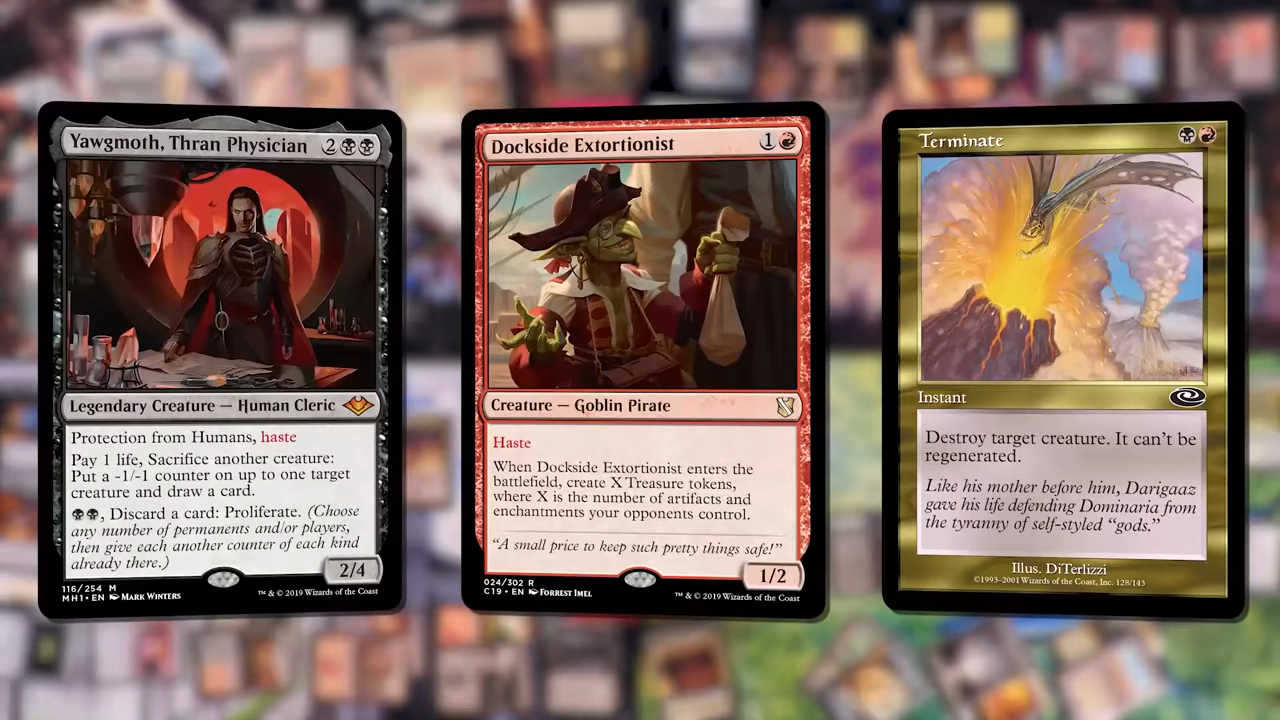 Yawgmoth, Thran Physician 2
Legendary Creature — Human Cleric
Protection from Humans, haste
Pay 1 life, Sacrifice another creature:
Put a -1/-1 counter on up to one target
creature and draw a card.
, Discard a card: Proliferate. (Choose
any number of permanents and/or players,
then give each another counter of each kind
already there.)
2/4
116/254 M
MH1 • EN Mark Winters
™ & © 2019 Wizards of the Coast
Dockside Extortionist 1
Creature — Goblin Pirate
Haste
When Dockside Extortionist enters the
battlefield, create X Treasure tokens,
where X is the number of artifacts and
enchantments your opponents control.
“A small price to keep such pretty things safe!”
1/2
024/302 R
C19 • EN Forrest Imel
™ & © 2019 Wizards of the Coast
Terminate
Instant
Destroy target creature. It can’t be
regenerated.
Like his mother before him, Darigaaz
gave his life defending Dominaria from
the tyranny of self-styled “gods.”
Illus. DiTerlizzi
©1993–2001 Wizards of the Coast, Inc. 128/143